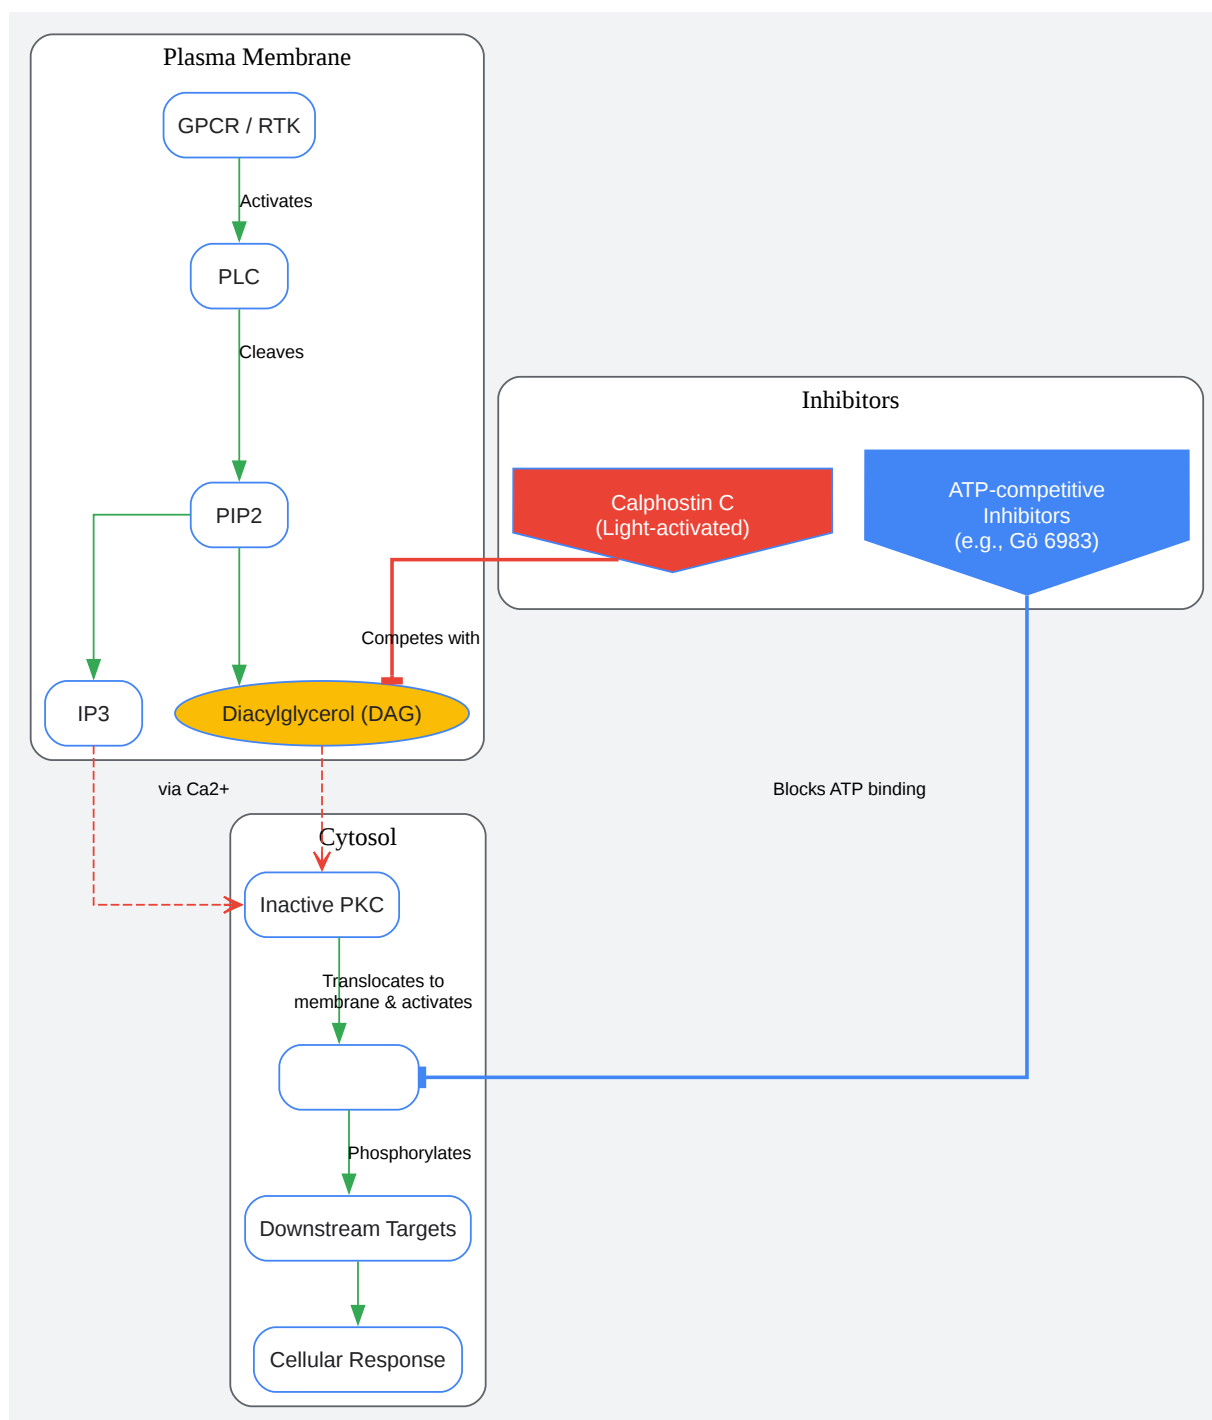 Plasma Membrane
GPCR / RTK
Activates
PLC
Cleaves
PIP2
IP3
Diacylglycerol (DAG)
Inhibitors
Calphostin C
(Light-activated)
ATP-competitive
Inhibitors
(e.g., Gö 6983)
Competes with
via Ca2+
Blocks ATP binding
Cytosol
Inactive PKC
Translocates to
membrane & activates
Phosphorylates
Downstream Targets
Cellular Response